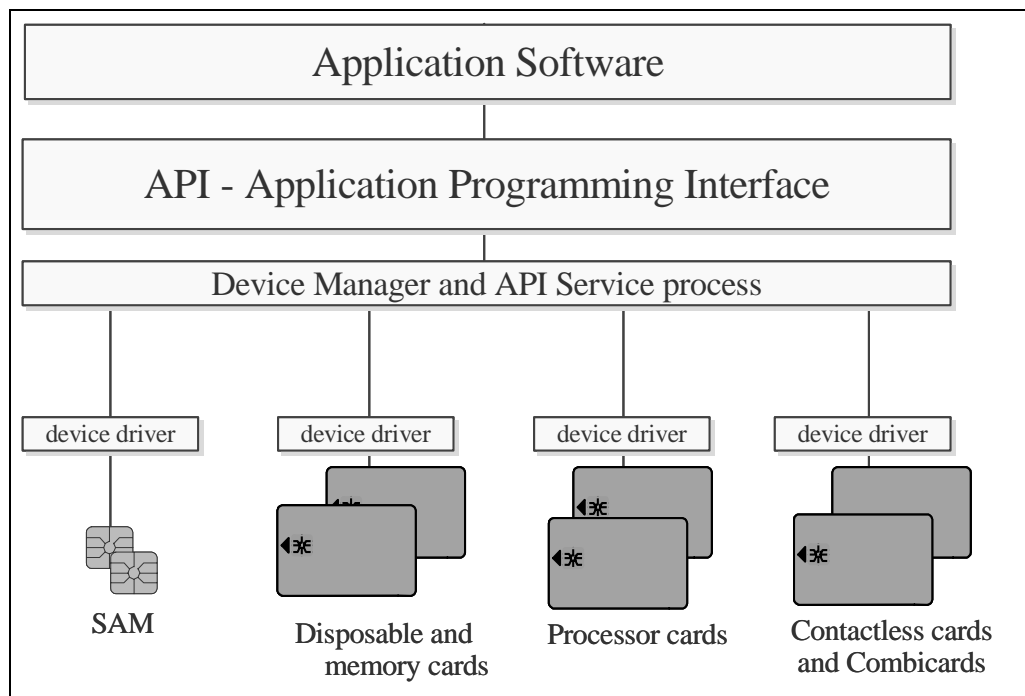 Application Software
API - Application Programming Interface
Device Manager and API Service process
device driver
device driver
device driver
device driver
SAM
Disposable and
memory cards
Processor cards
Contactless cards
and Combicards